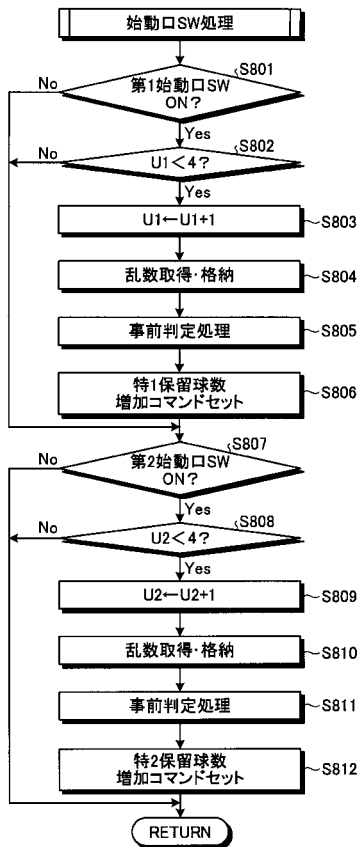 始動口SW処理
S801
第1始動口SW
ON?
No
Yes
S802
U1<4?
No
Yes
U1←U1+1
S803
乱数取得・格納
S804
事前判定処理
S805
特1保留球数
増加コマンドセット
S806
S807
第2始動口SW
ON?
No
Yes
S808
U2<4?
No
Yes
U2←U2+1
S809
乱数取得・格納
S810
事前判定処理
S811
特2保留球数
増加コマンドセット
S812
RETURN